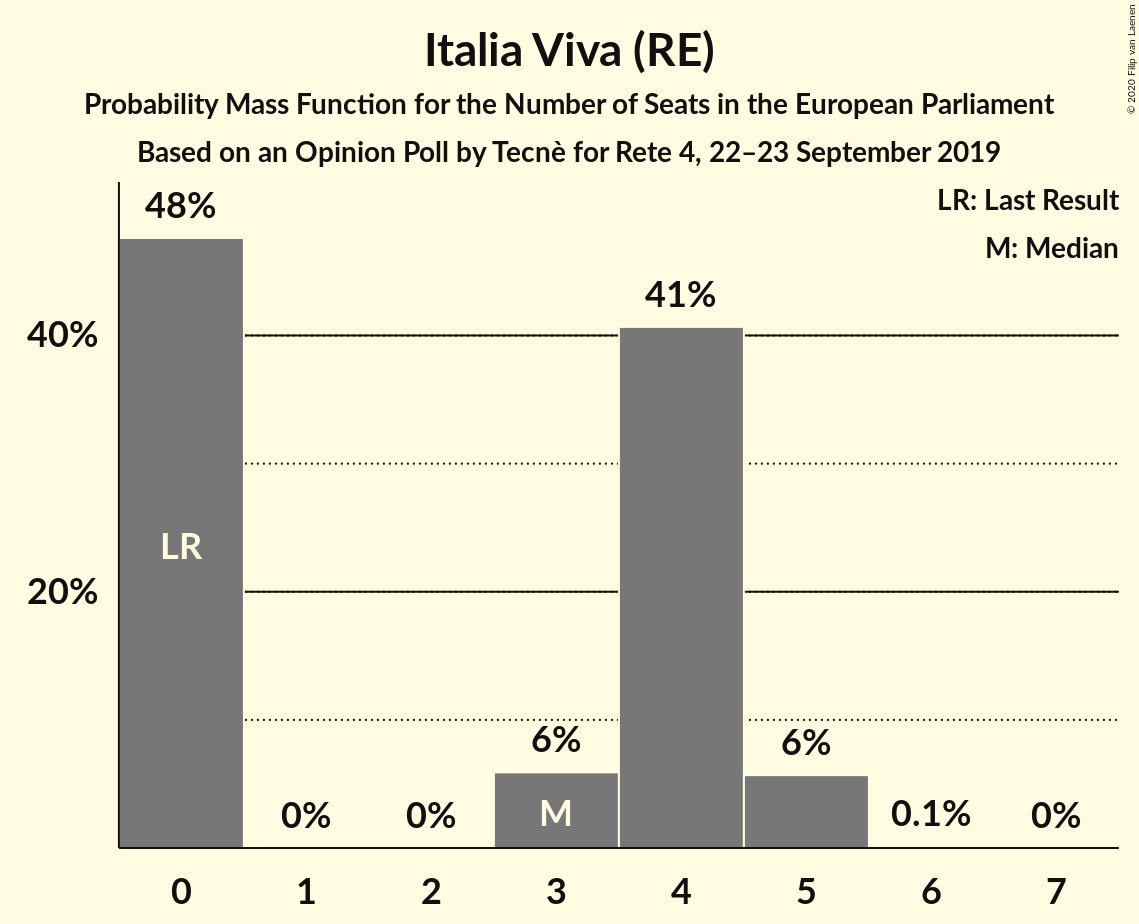 Italia Viva (RE)
Probability Mass Function for the Number of Seats in the European Parliament
Based on an Opinion Poll by Tecnè for Rete 4, 22–23 September 2019
© 2020 Filip van Laenen
LR: Last Result
M: Median
48%
41%
40%
LR
20%
6%
6%
M
0%
0%
0.1%
0%
0 1 2 3 4 5 6 7